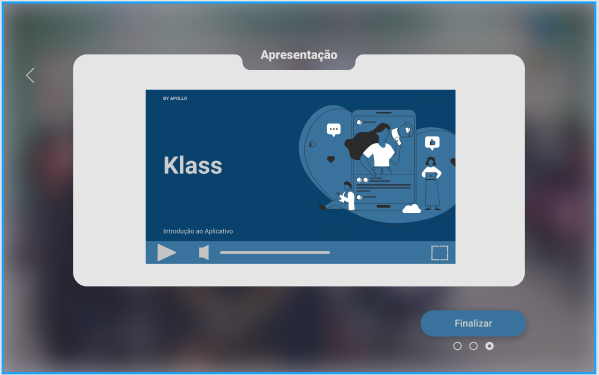 Apresentação
BY APOLLO
Klass
Introdução ao Aplicativo
Finalizar